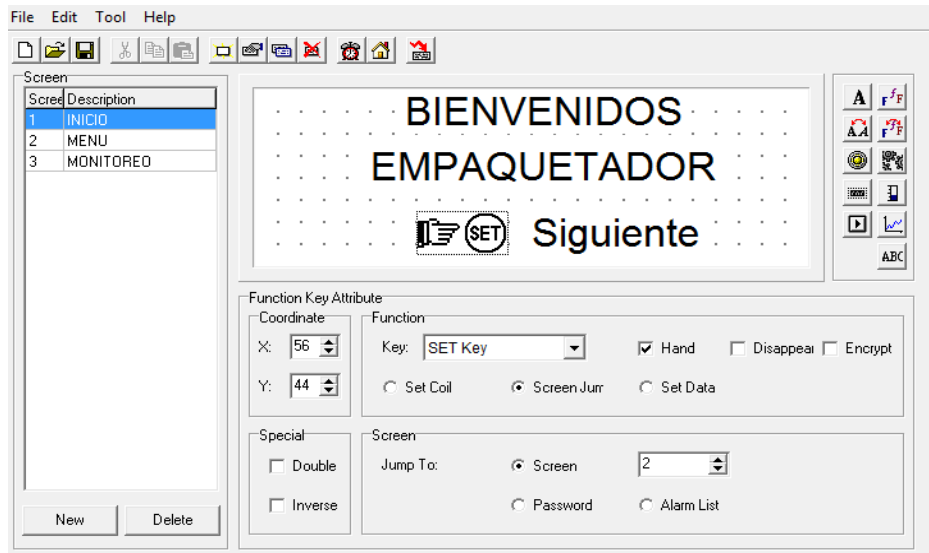 File Edit Tool Help
Screen
Scree Description
1 INICIO
2 MENU
3 MONITOREO
New Delete
BIENVENIDOS
EMPAQUETADOR
SET Siguiente
A F f F
A A F F
ABC
Function Key Attribute
Coordinate
X: 56
Y: 44
Function
Key: SET Key Hand Disappear Encrypt
Set Coil Screen Jurr Set Data
Special
Double
Inverse
Screen
Jump To: Screen 2
Password Alarm List